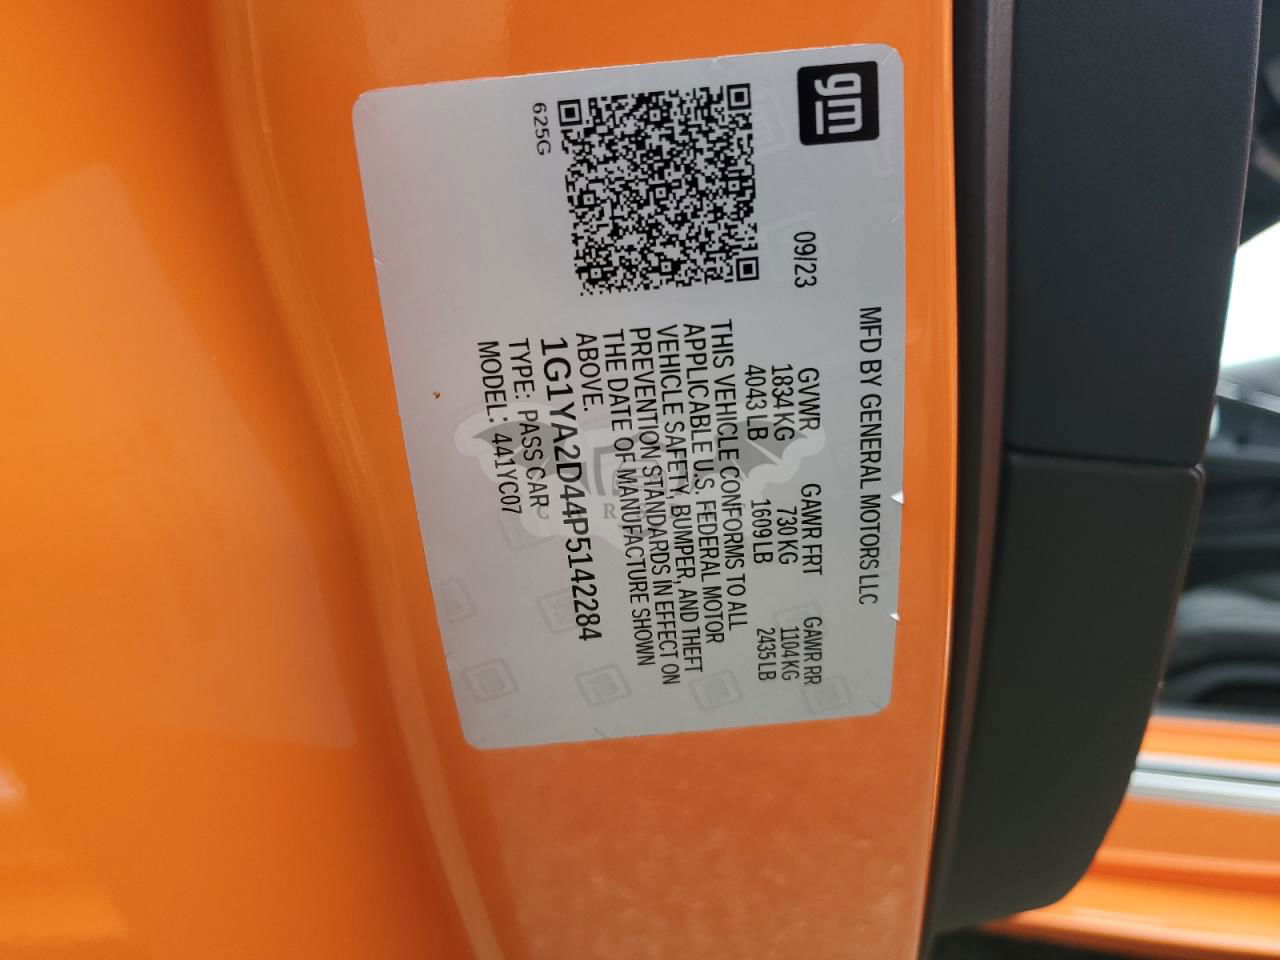 gm
MFD BY GENERAL MOTORS LLC
09/23
GVWR GAWR FRT GAWR RR
1834 KG 730 KG 1104 KG
4043 LB 1609 LB 2435 LB
THIS VEHICLE CONFORMS TO ALL
APPLICABLE U.S. FEDERAL MOTOR
VEHICLE SAFETY, BUMPER, AND THEFT
PREVENTION STANDARDS IN EFFECT ON
THE DATE OF MANUFACTURE SHOWN
ABOVE.
1G1YA2D44P5142284
TYPE: PASS CAR
MODEL: 441YC07
625G